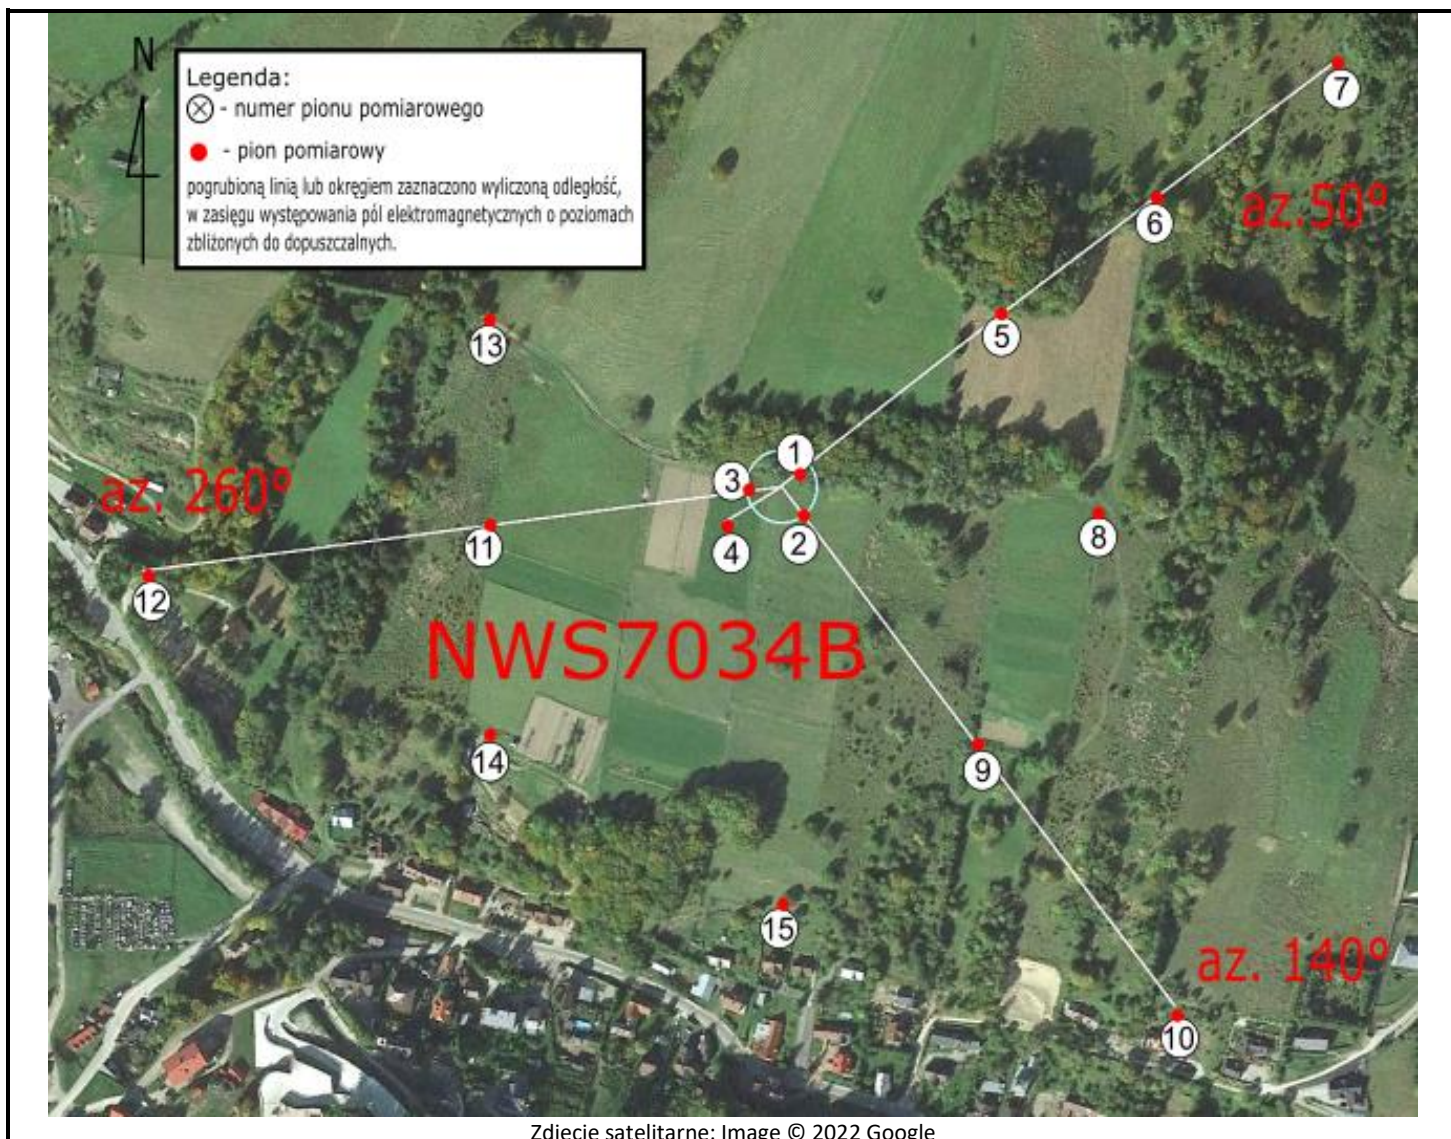 N
Legenda:
- numer pionu pomiarowego
- pion pomiarowy
pogrubioną linią lub okręgiem zaznaczono wyliczoną odległość,
w zasięgu występowania pól elektromagnetycznych o poziomach
zbliżonych do dopuszczalnych.
7
az.50°
6
5
13
1
az. 260°
3
8
2
11
4
12
NWS7034B
14
9
15
az. 140°
10
Zdjęcie satelitarne: Image © 2022 Google